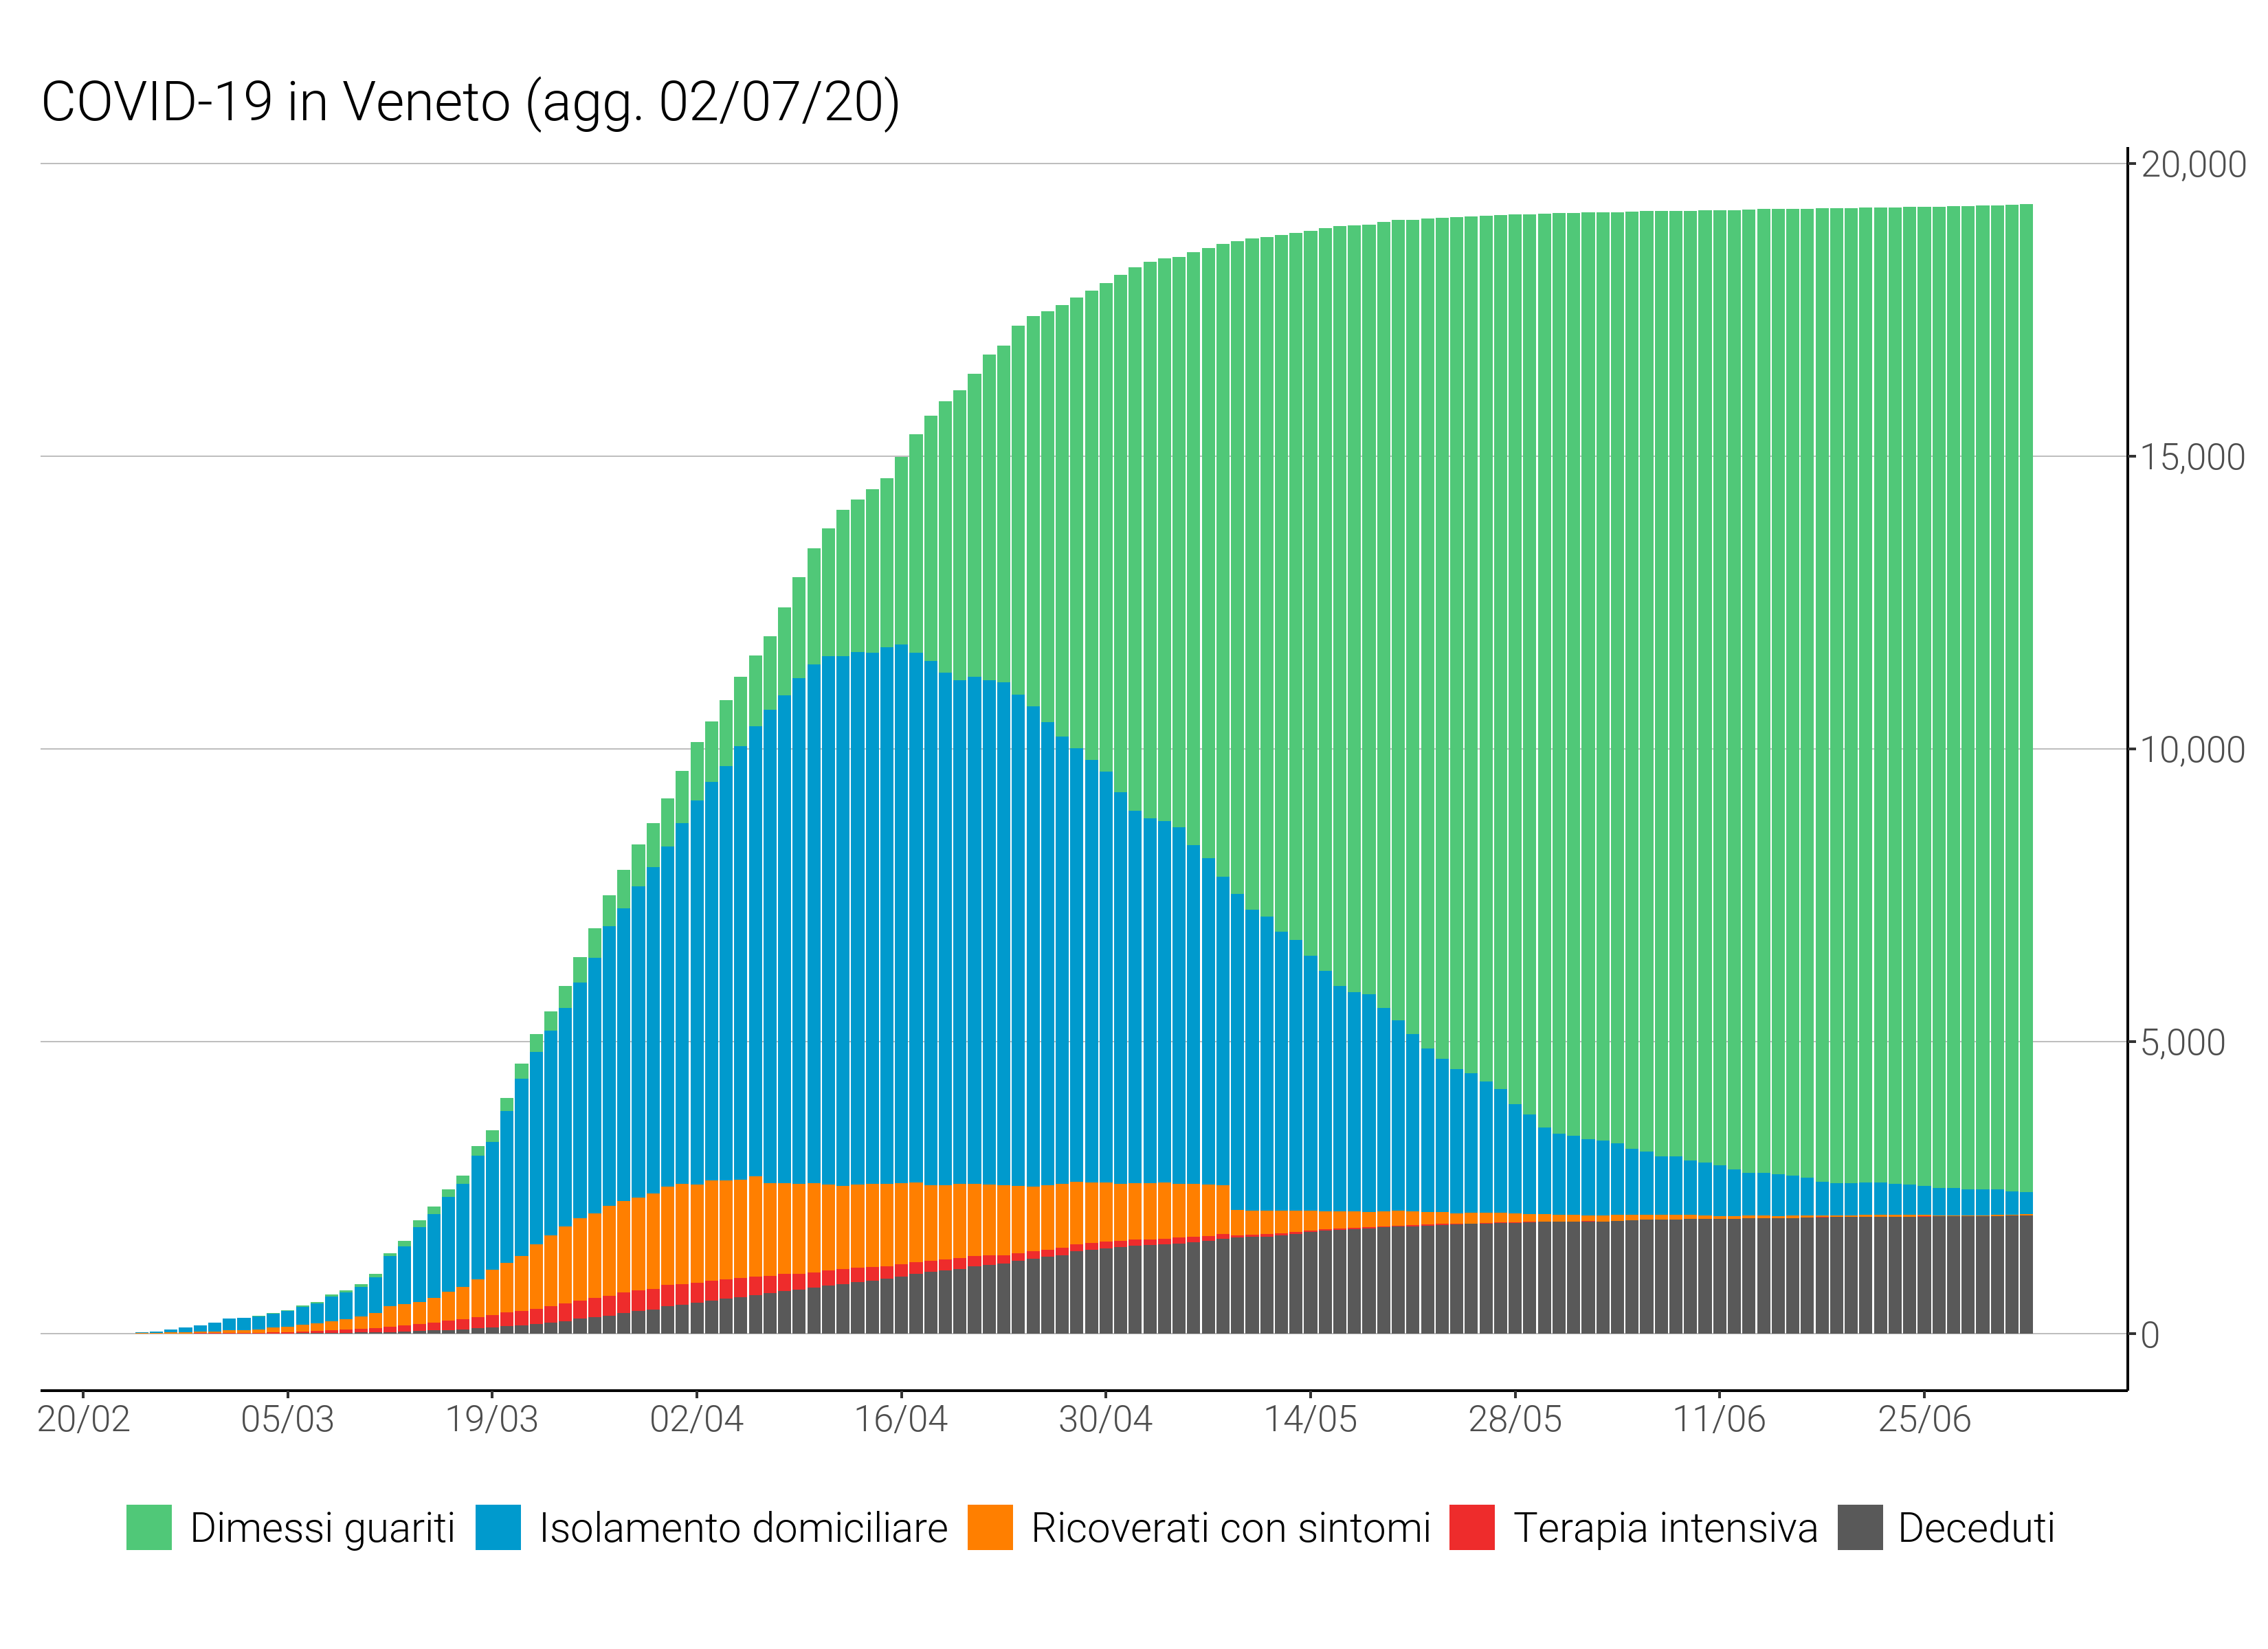 COVID-19 in Veneto (agg. 02/07/20)
20,000
15,000
10,000
5,000
0
20/02 05/03 19/03 02/04 16/04 30/04 14/05 28/05 11/06 25/06
Dimessi guariti Isolamento domiciliare Ricoverati con sintomi Terapia intensiva Deceduti